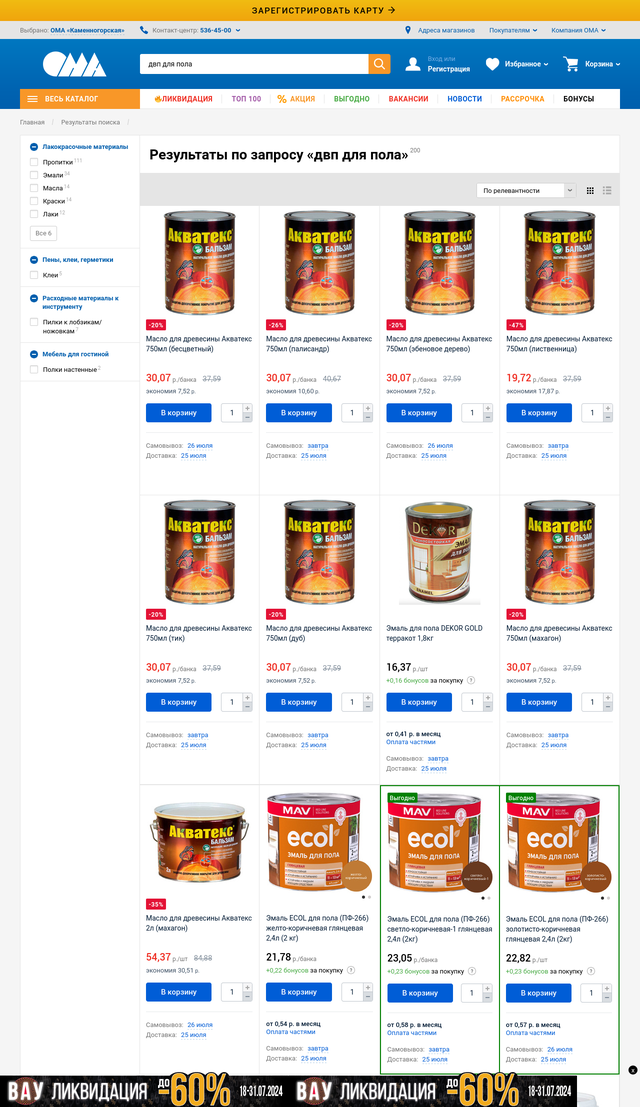 ЗАРЕГИСТРИРОВАТЬ КАРТУ →
Выбрано: ОМА «Каменногорская»
Контакт-центр: 536-45-00
Адреса магазинов
Покупателям
Компания ОМА
ОМА
двп для пола
Вход или
Регистрация
Избранное
Корзина
ВЕСЬ КАТАЛОГ
ЛИКВИДАЦИЯ
ТОП 100
% АКЦИЯ
ВЫГОДНО
ВАКАНСИИ
НОВОСТИ
РАССРОЧКА
БОНУСЫ
Главная / Результаты поиска /
Лакокрасочные материалы
Пропитки 111
Эмали 34
Масла 14
Краски 14
Лаки 12
Все 6
Пены, клеи, герметики
Клеи 5
Расходные материалы к
инструменту
Пилки к лобзикам/
ножовкам
Мебель для гостиной
Полки настенные 2
Результаты по запросу «двп для пола» 200
По релевантности
-20%
Масло для древесины Акватекс
750мл (бесцветный)
30,07 р./банка 37,59
экономия 7,52 р.
В корзину 1 + −
Самовывоз: 26 июля
Доставка: 25 июля
-26%
Масло для древесины Акватекс
750мл (палисандр)
30,07 р./банка 40,67
экономия 10,60 р.
В корзину 1 + −
Самовывоз: завтра
Доставка: 25 июля
-20%
Масло для древесины Акватекс
750мл (эбеновое дерево)
30,07 р./банка 37,59
экономия 7,52 р.
В корзину 1 + −
Самовывоз: 26 июля
Доставка: 25 июля
-47%
Масло для древесины Акватекс
750мл (лиственница)
19,72 р./банка 37,59
экономия 17,87 р.
В корзину 1 + −
Самовывоз: завтра
Доставка: 25 июля
-20%
Масло для древесины Акватекс
750мл (тик)
30,07 р./банка 37,59
экономия 7,52 р.
В корзину 1 + −
Самовывоз: завтра
Доставка: 25 июля
-20%
Масло для древесины Акватекс
750мл (дуб)
30,07 р./банка 37,59
экономия 7,52 р.
В корзину 1 + −
Самовывоз: завтра
Доставка: 25 июля
Эмаль для пола DEKOR GOLD
терракот 1,8кг
16,37 р./шт
+0,16 бонусов за покупку ?
В корзину 1 + −
от 0,41 р. в месяц
Оплата частями
Самовывоз: завтра
Доставка: 25 июля
-20%
Масло для древесины Акватекс
750мл (махагон)
30,07 р./банка 37,59
экономия 7,52 р.
В корзину 1 + −
Самовывоз: завтра
Доставка: 25 июля
-35%
Масло для древесины Акватекс
2л (махагон)
54,37 р./шт 84,88
экономия 30,51 р.
В корзину 1 + −
Самовывоз: 26 июля
Доставка: 25 июля
MAV
ecol
ЭМАЛЬ ДЛЯ ПОЛА
Эмаль ECOL для пола (ПФ-266)
желто-коричневая глянцевая
2,4л (2 кг)
21,78 р./банка
+0,22 бонусов за покупку ?
В корзину 1 + −
от 0,54 р. в месяц
Оплата частями
Самовывоз: завтра
Доставка: 25 июля
Выгодно
MAV
ecol
ЭМАЛЬ ДЛЯ ПОЛА
Эмаль ECOL для пола (ПФ-266)
светло-коричневая-1 глянцевая
2,4л (2кг)
23,05 р./банка
+0,23 бонусов за покупку ?
В корзину 1 + −
от 0,58 р. в месяц
Оплата частями
Самовывоз: завтра
Доставка: 25 июля
Выгодно
MAV
ecol
ЭМАЛЬ ДЛЯ ПОЛА
Эмаль ECOL для пола (ПФ-266)
золотисто-коричневая
глянцевая 2,4л (2кг)
22,82 р./банка
+0,23 бонусов за покупку ?
В корзину 1 + −
от 0,57 р. в месяц
Оплата частями
Самовывоз: 26 июля
Доставка: 25 июля
ВАУ ЛИКВИДАЦИЯ до -60% 18-31.07.2024
ВАУ ЛИКВИДАЦИЯ до -60% 18-31.07.2024